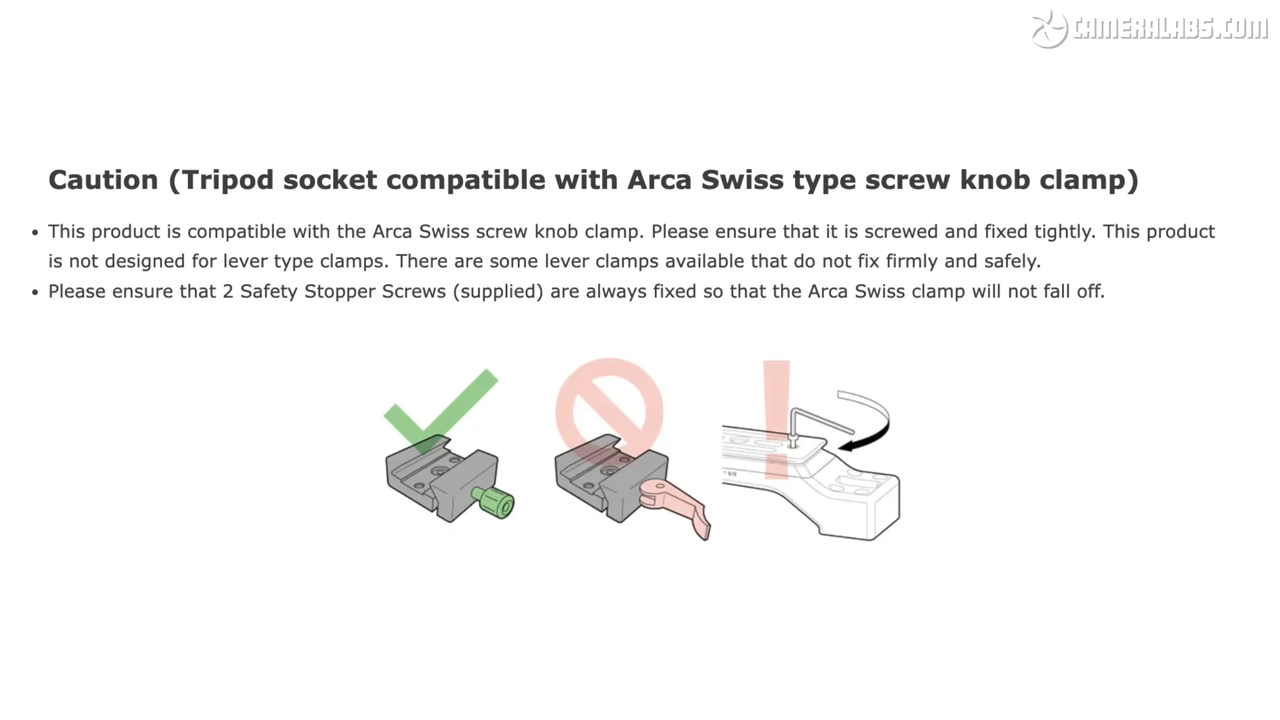 CAMERALABS.COM
Caution (Tripod socket compatible with Arca Swiss type screw knob clamp)
• This product is compatible with the Arca Swiss screw knob clamp. Please ensure that it is screwed and fixed tightly. This product
is not designed for lever type clamps. There are some lever clamps available that do not fix firmly and safely.
• Please ensure that 2 Safety Stopper Screws (supplied) are always fixed so that the Arca Swiss clamp will not fall off.